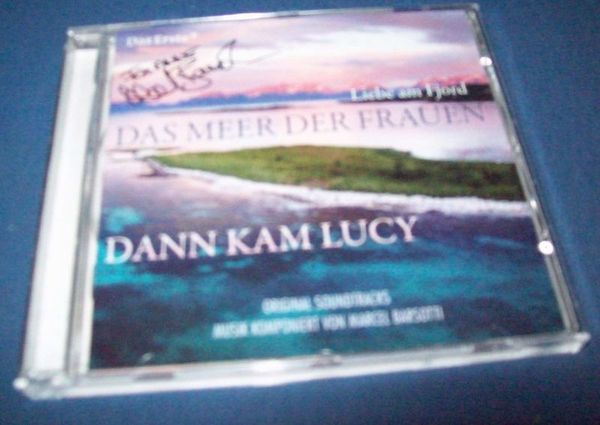 Das Erste
Liebe am Fjord
DAS MEER DER FRAUEN
DANN KAM LUCY
ORIGINAL SOUNDTRACKS
MUSIK KOMPONIERT VON MARCEL BARSOTTI